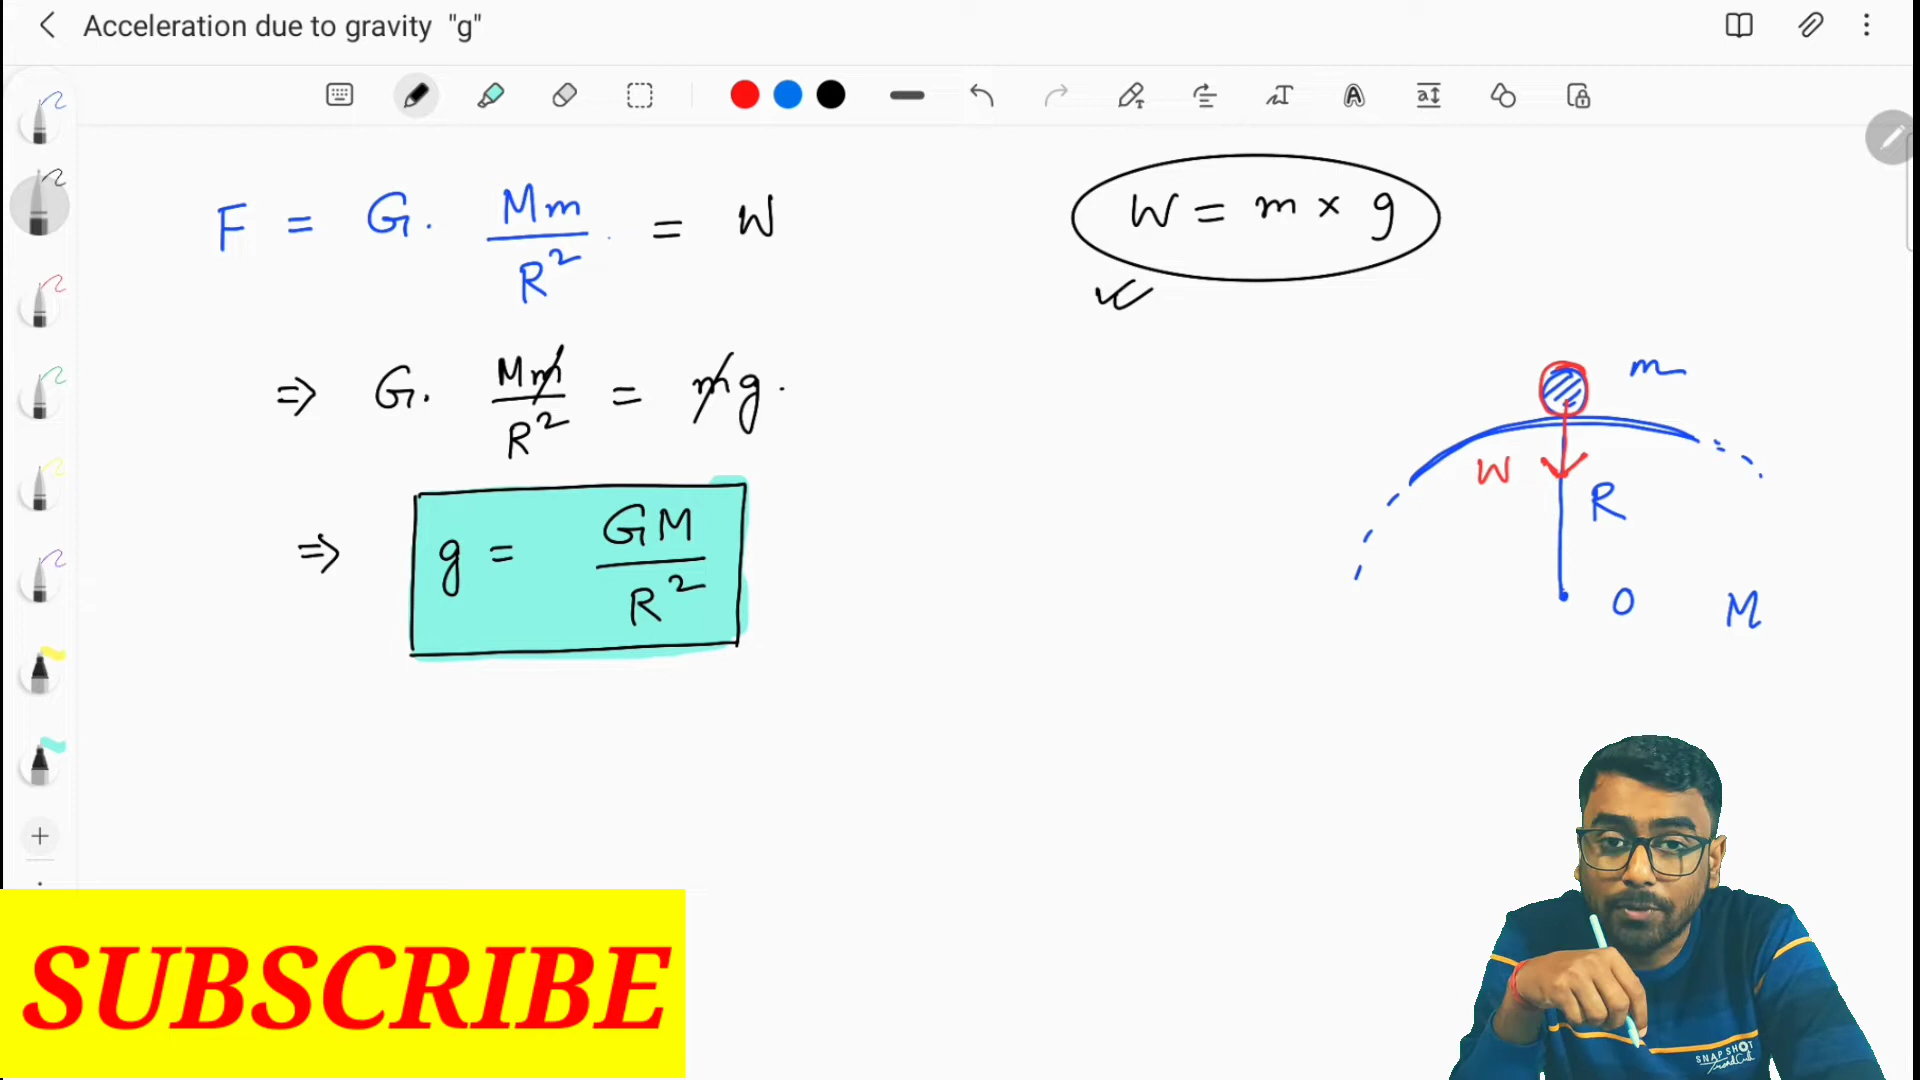 Acceleration due to gravity "g"
F = G. Mm/R² = W
W = m × g
⇒ G. Mm/R² = mg.
m
W
R
⇒ g = GM/R²
O M
SUBSCRIBE
SNAPSHOT